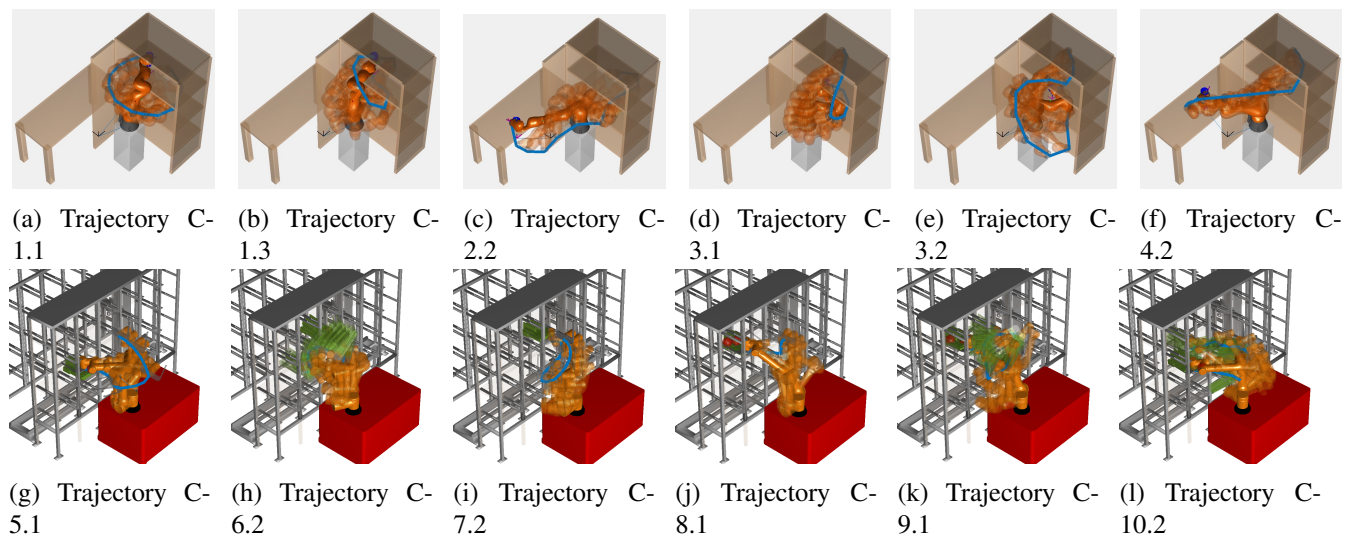 (a) Trajectory C-
1.1
(b) Trajectory C-
1.3
(c) Trajectory C-
2.2
(d) Trajectory C-
3.1
(e) Trajectory C-
3.2
(f) Trajectory C-
4.2
(g) Trajectory C-
5.1
(h) Trajectory C-
6.2
(i) Trajectory C-
7.2
(j) Trajectory C-
8.1
(k) Trajectory C-
9.1
(l) Trajectory C-
10.2